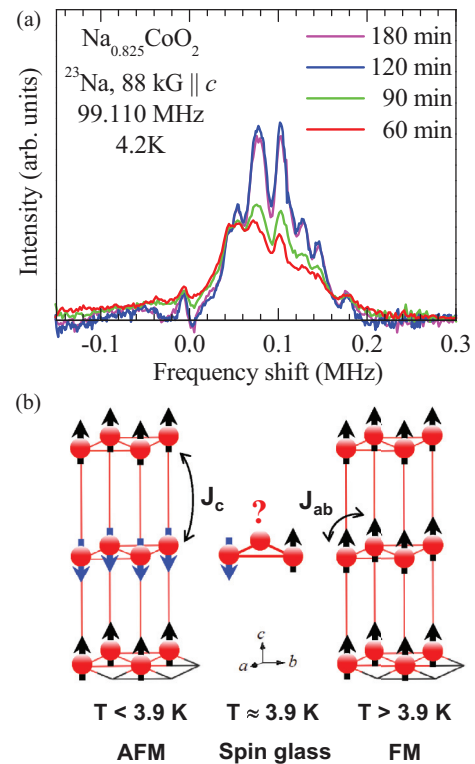 (a)
Na0.825CoO2
23Na, 88 kG || c
99.110 MHz
4.2K
180 min
120 min
90 min
60 min
Intensity (arb. units)
-0.1 0.0 0.1 0.2 0.3
Frequency shift (MHz)
(b)
Jc
?
Jab
c
a b
T < 3.9 K T ≈ 3.9 K T > 3.9 K
AFM Spin glass FM